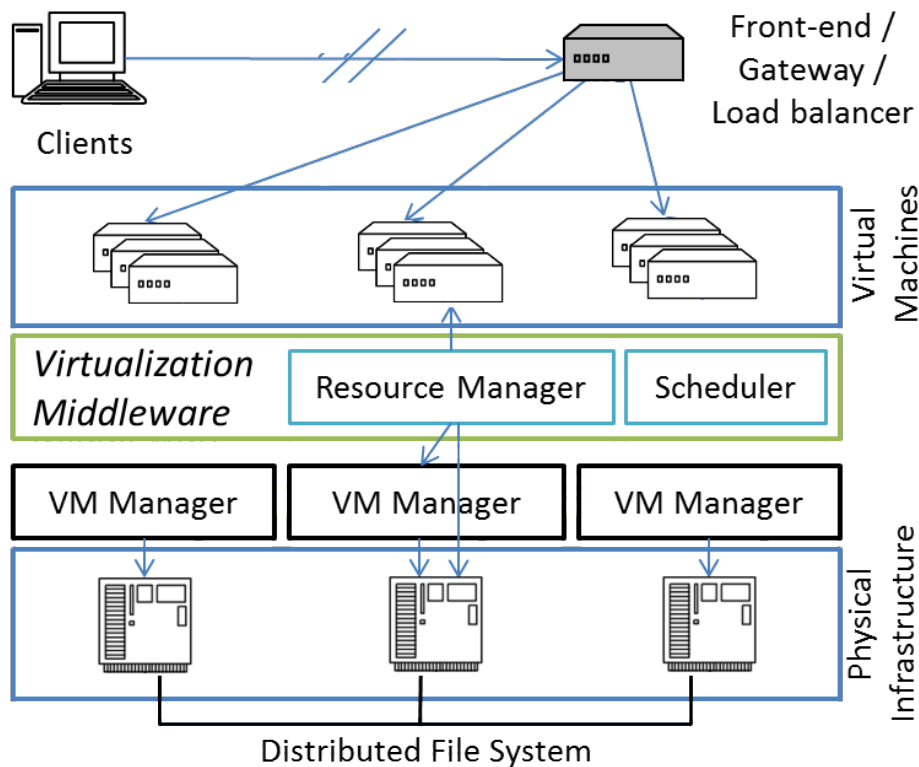 Front-end /
Gateway /
Load balancer
Clients
Virtual
Machines
Virtualization
Middleware
Resource Manager
Scheduler
VM Manager
VM Manager
VM Manager
Physical
Infrastructure
Distributed File System